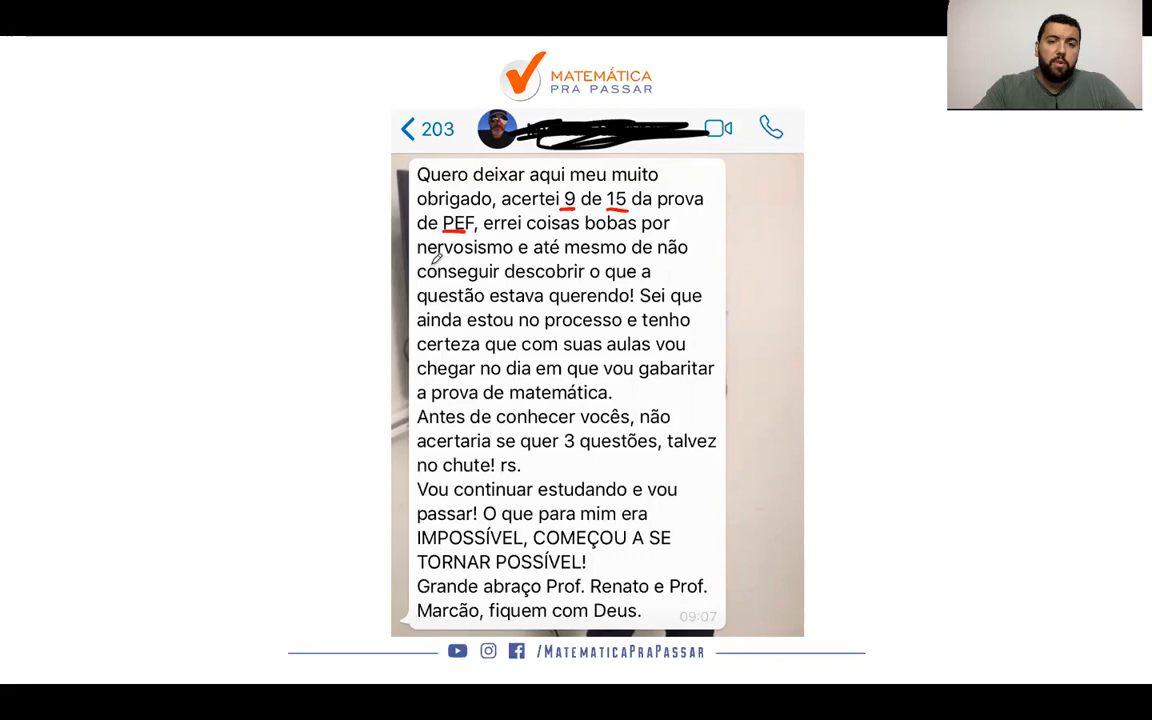 MATEMÁTICA
PRA PASSAR
203
Quero deixar aqui meu muito
obrigado, acertei 9 de 15 da prova
de PEF, errei coisas bobas por
nervosismo e até mesmo de não
conseguir descobrir o que a
questão estava querendo! Sei que
ainda estou no processo e tenho
certeza que com suas aulas vou
chegar no dia em que vou gabaritar
a prova de matemática.
Antes de conhecer vocês, não
acertaria se quer 3 questões, talvez
no chute! rs.
Vou continuar estudando e vou
passar! O que para mim era
IMPOSSÍVEL, COMEÇOU A SE
TORNAR POSSÍVEL!
Grande abraço Prof. Renato e Prof.
Marcão, fiquem com Deus.
09:07
/MATEMATICAPRAPASSAR